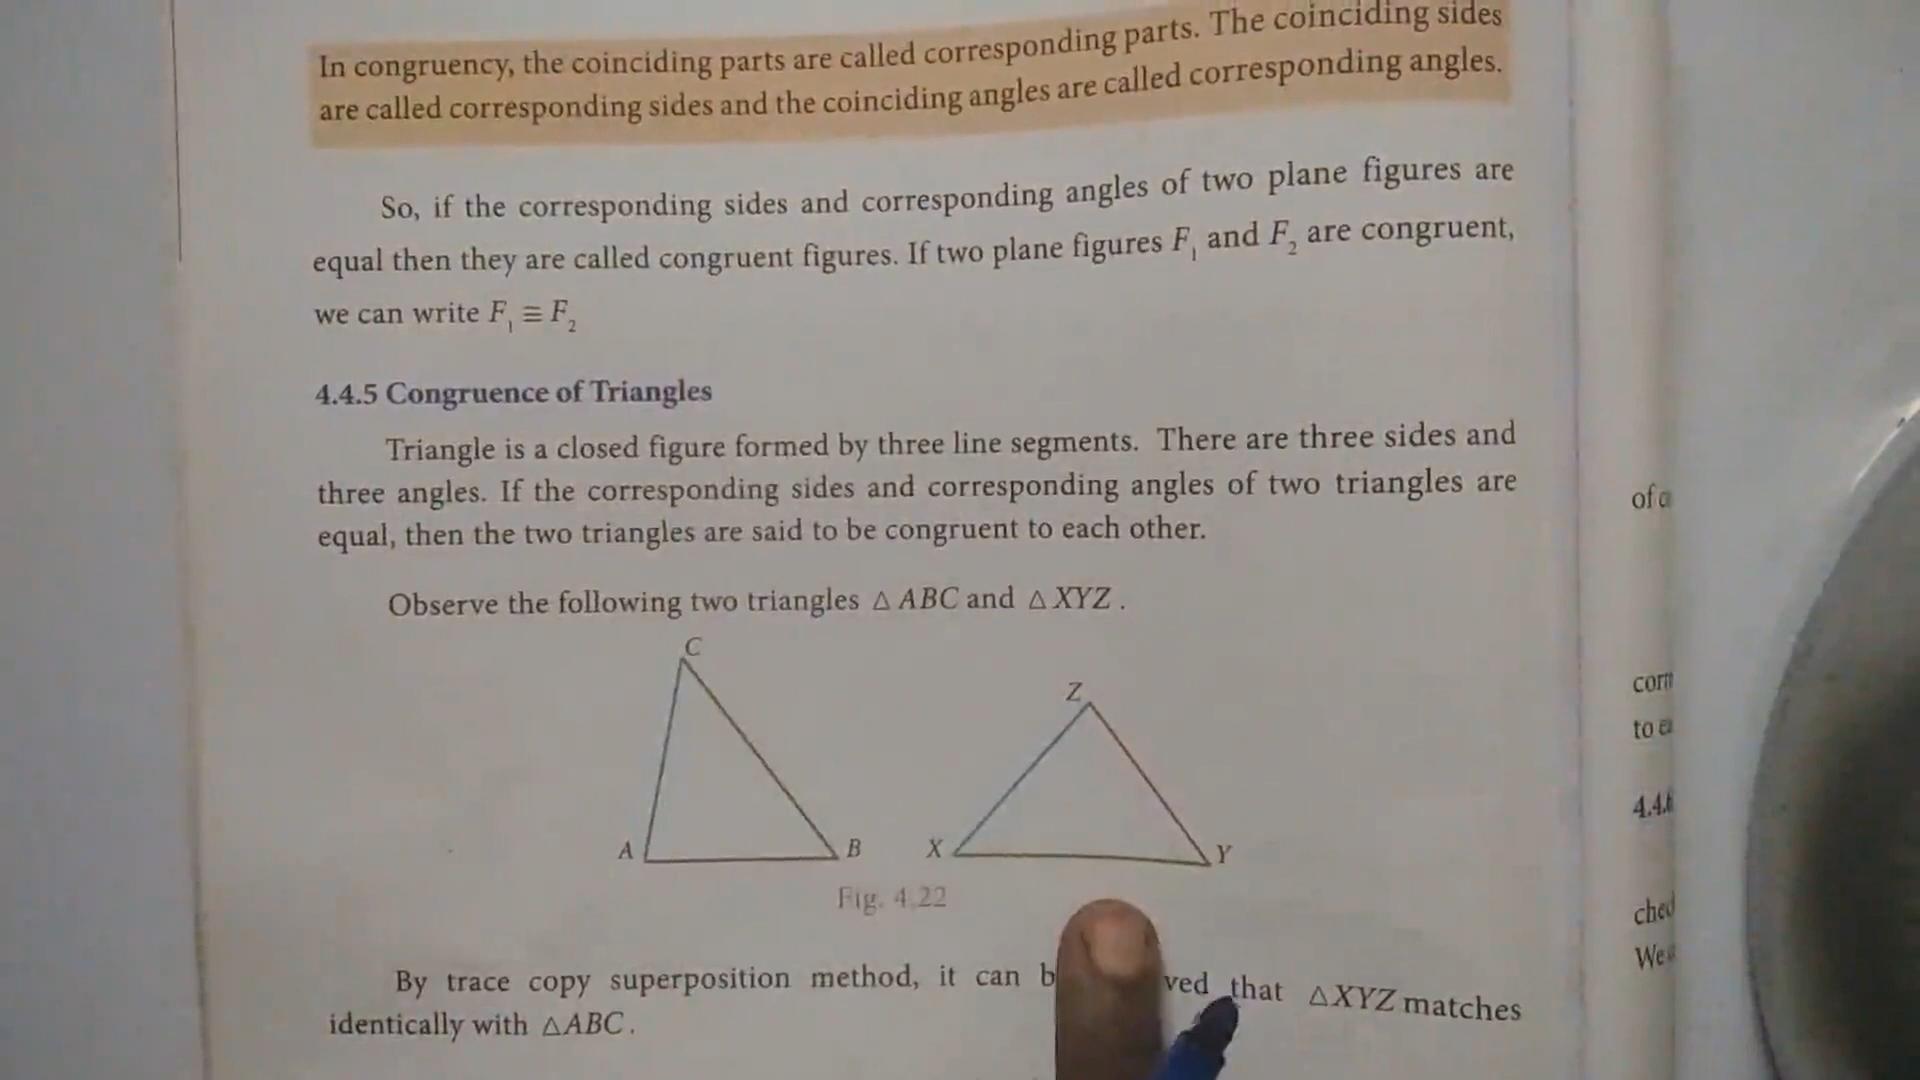 In congruency, the coinciding parts are called corresponding parts. The coinciding sides
are called corresponding sides and the coinciding angles are called corresponding angles.
So, if the corresponding sides and corresponding angles of two plane figures are
equal then they are called congruent figures. If two plane figures F₁ and F₂ are congruent,
we can write F₁ ≡ F₂
4.4.5 Congruence of Triangles
Triangle is a closed figure formed by three line segments. There are three sides and
three angles. If the corresponding sides and corresponding angles of two triangles are
equal, then the two triangles are said to be congruent to each other.
Observe the following two triangles △ ABC and △ XYZ .
C
Z
A
B
X
Y
Fig. 4.22
By trace copy superposition method, it can that △XYZ matches
identically with △ABC .
of
to